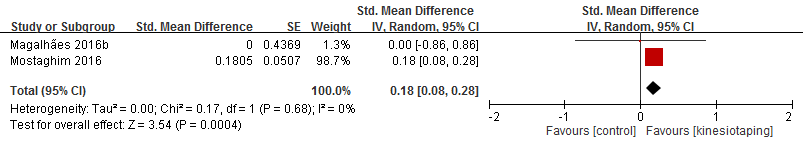 Std. Mean Difference Std. Mean Difference
Study or Subgroup Std. Mean Difference SE Weight IV, Random, 95% CI IV, Random, 95% CI
Magalhães 2016b 0 0.4369 1.3% 0.00 [-0.86, 0.86]
Mostaghim 2016 0.1805 0.0507 98.7% 0.18 [0.08, 0.28]
Total (95% CI) 100.0% 0.18 [0.08, 0.28]
Heterogeneity: Tau² = 0.00; Chi² = 0.17, df = 1 (P = 0.68); I² = 0%
Test for overall effect: Z = 3.54 (P = 0.0004)
-2 -1 0 1 2
Favours [control] Favours [kinesiotaping]